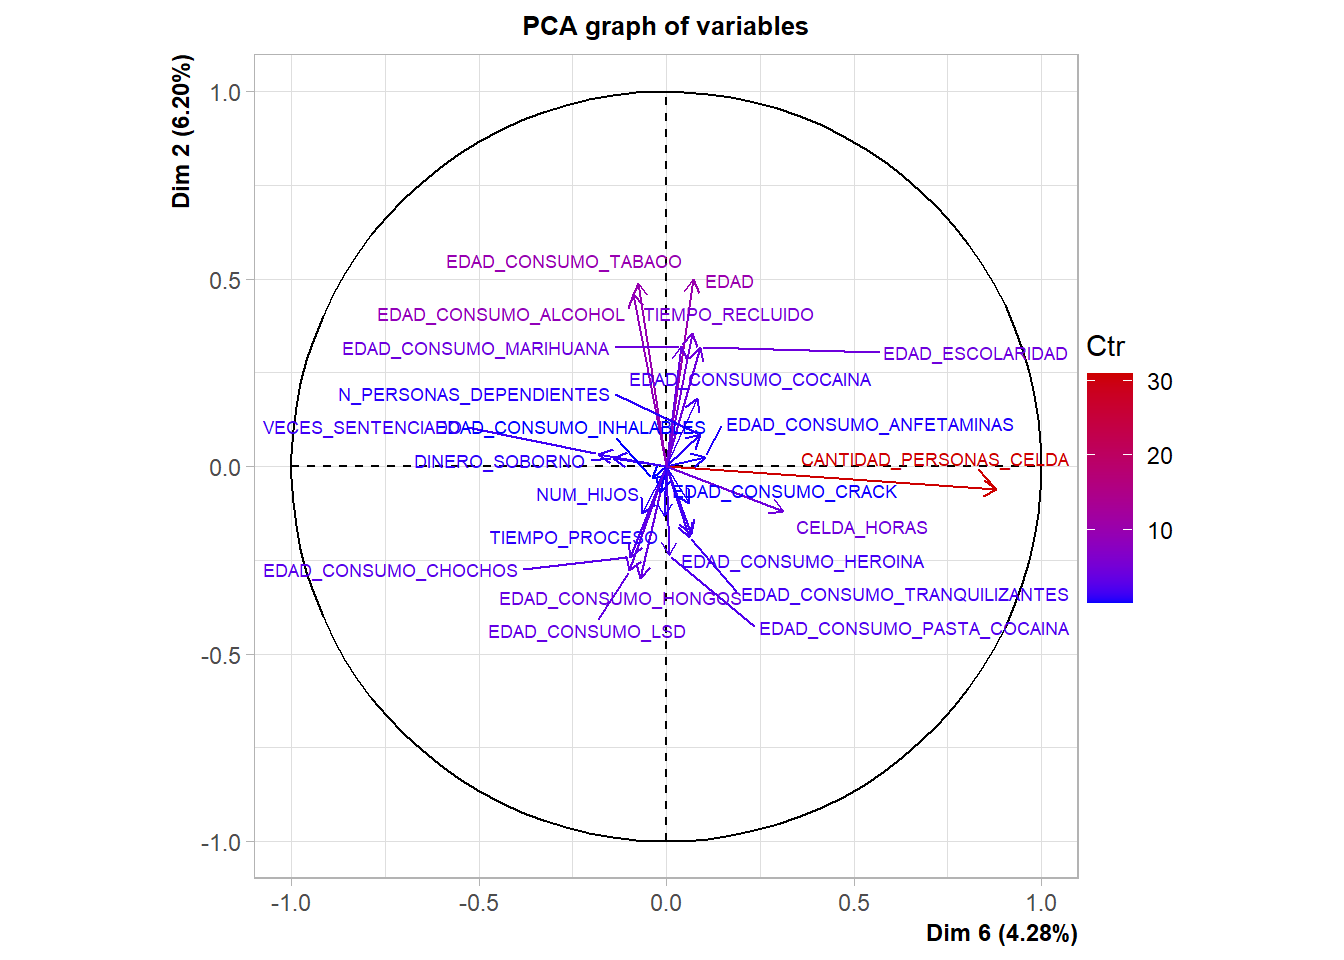 PCA graph of variables
Dim 2 (6.20%)
1.0
0.5
0.0
-0.5
-1.0
EDAD_CONSUMO_TABACO
EDAD
EDAD_CONSUMO_ALCOHOL
TIEMPO_RECLUIDO
EDAD_CONSUMO_MARIHUANA
EDAD_ESCOLARIDAD
EDAD_CONSUMO_COCAINA
N_PERSONAS_DEPENDIENTES
VECES_SENTENCIADO
EDAD_CONSUMO_INHALABLES
EDAD_CONSUMO_ANFETAMINAS
DINERO_SOBORNO
CANTIDAD_PERSONAS_CELDA
NUM_HIJOS
EDAD_CONSUMO_CRACK
CELDA_HORAS
TIEMPO_PROCESO
EDAD_CONSUMO_HEROINA
EDAD_CONSUMO_CHOCHOS
EDAD_CONSUMO_HONGOS
EDAD_CONSUMO_TRANQUILIZANTES
EDAD_CONSUMO_LSD
EDAD_CONSUMO_PASTA_COCAINA
-1.0
-0.5
0.0
0.5
1.0
Dim 6 (4.28%)
Ctr
30
20
10